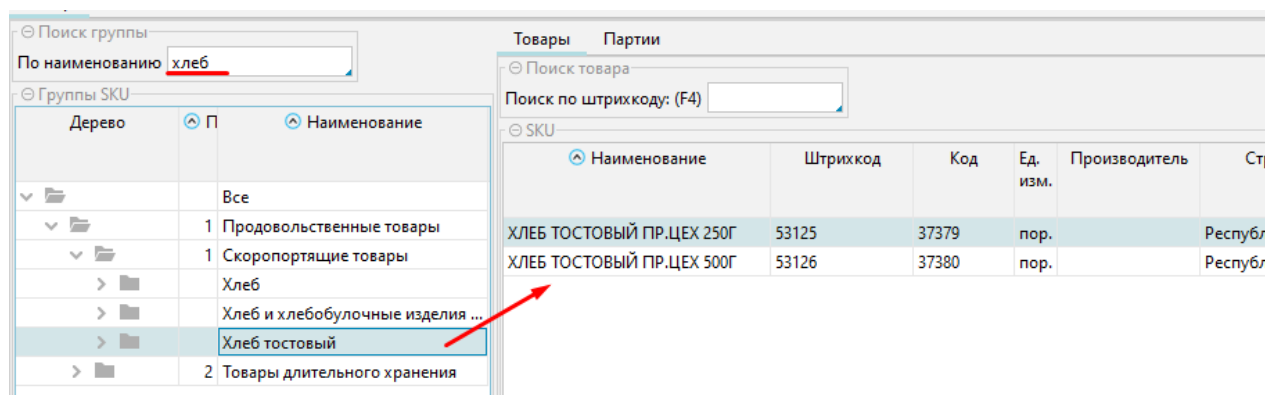 Поиск группы
По наименованию хлеб
Группы SKU
Дерево П Наименование
Все
1 Продовольственные товары
1 Скоропортящие товары
Хлеб
Хлеб и хлебобулочные изделия ...
Хлеб тостовый
2 Товары длительного хранения
Товары Партии
Поиск товара
Поиск по штрихкоду: (F4)
SKU
Наименование Штрихкод Код Ед. изм. Производитель Ст
ХЛЕБ ТОСТОВЫЙ ПР.ЦЕХ 250Г 53125 37379 пор. Республ
ХЛЕБ ТОСТОВЫЙ ПР.ЦЕХ 500Г 53126 37380 пор. Республ